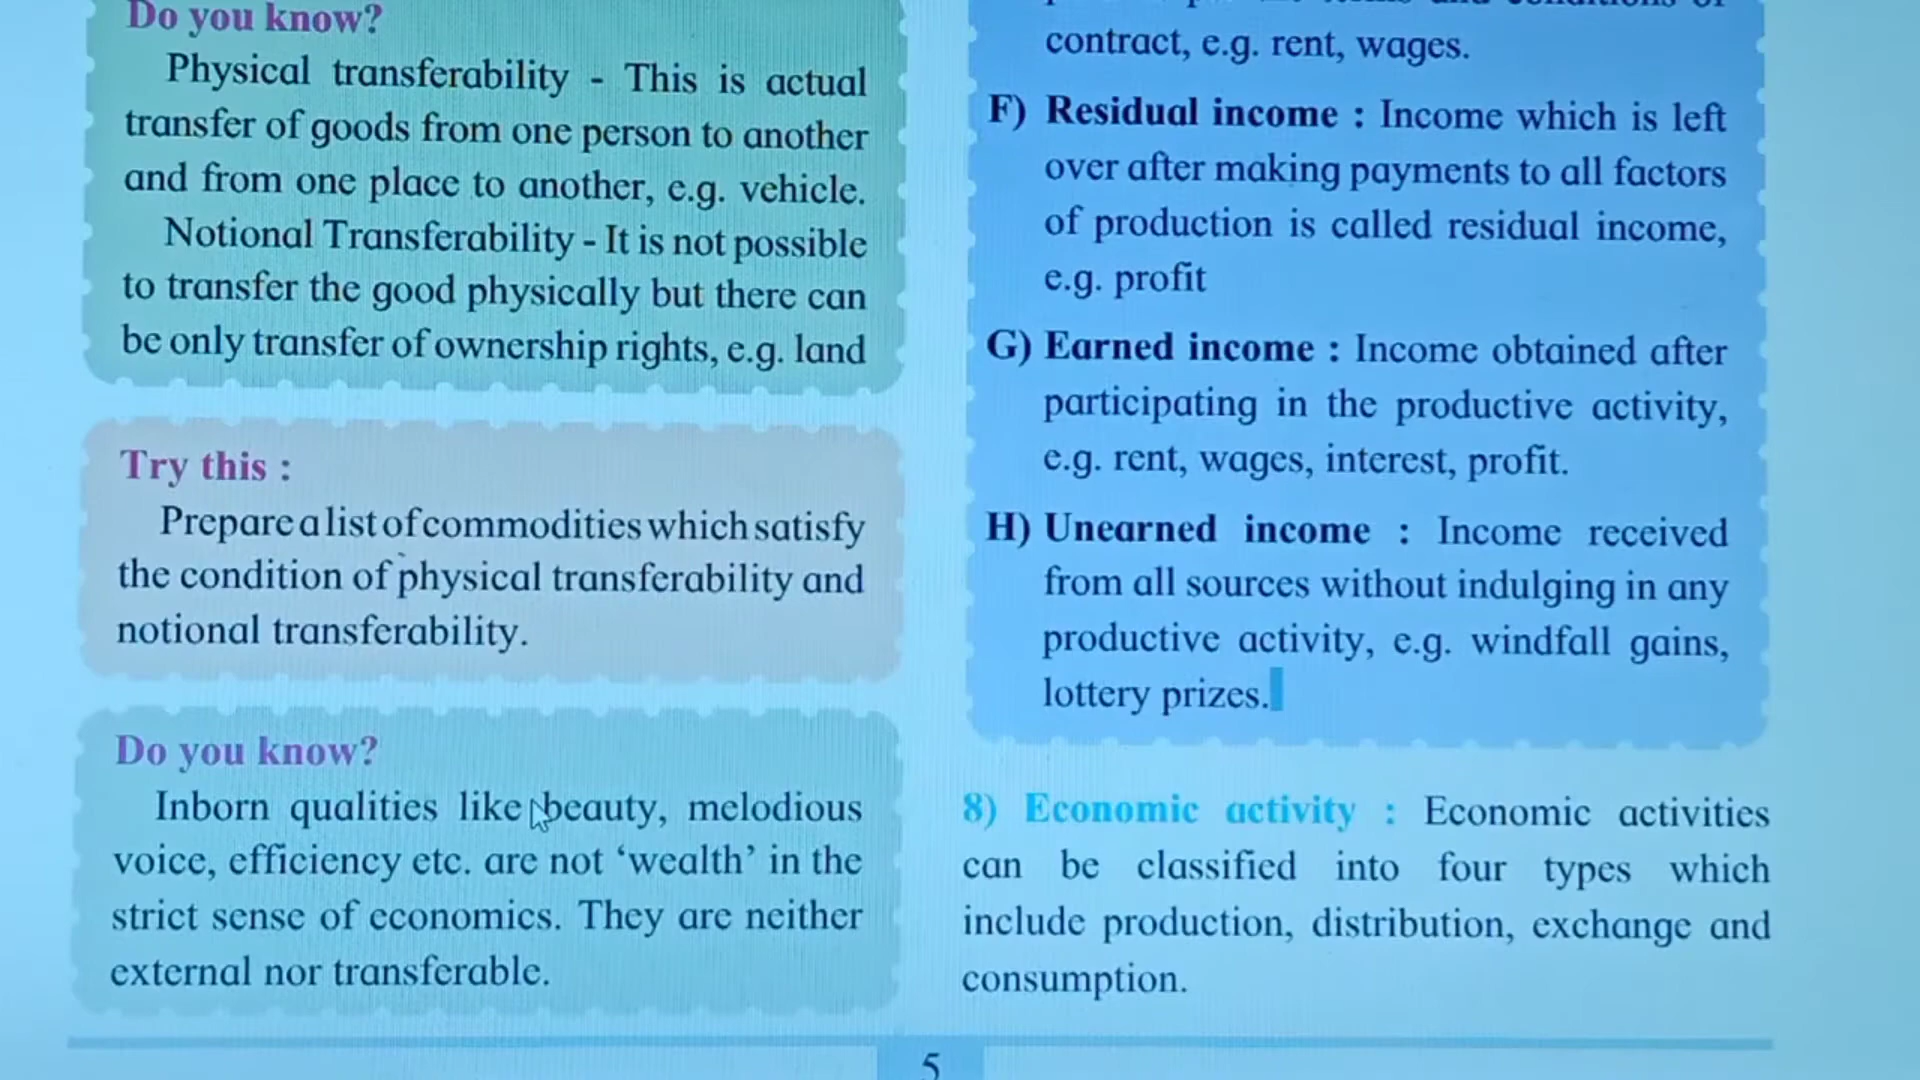 Do you know?
Physical transferability - This is actual
transfer of goods from one person to another
and from one place to another, e.g. vehicle.
Notional Transferability - It is not possible
to transfer the good physically but there can
be only transfer of ownership rights, e.g. land
Try this :
Prepare a list of commodities which satisfy
the condition of physical transferability and
notional transferability.
Do you know?
Inborn qualities like beauty, melodious
voice, efficiency etc. are not ‘wealth’ in the
strict sense of economics. They are neither
external nor transferable.
contract, e.g. rent, wages.
F) Residual income : Income which is left
over after making payments to all factors
of production is called residual income,
e.g. profit
G) Earned income : Income obtained after
participating in the productive activity,
e.g. rent, wages, interest, profit.
H) Unearned income : Income received
from all sources without indulging in any
productive activity, e.g. windfall gains,
lottery prizes.
8) Economic activity : Economic activities
can be classified into four types which
include production, distribution, exchange and
consumption.
5